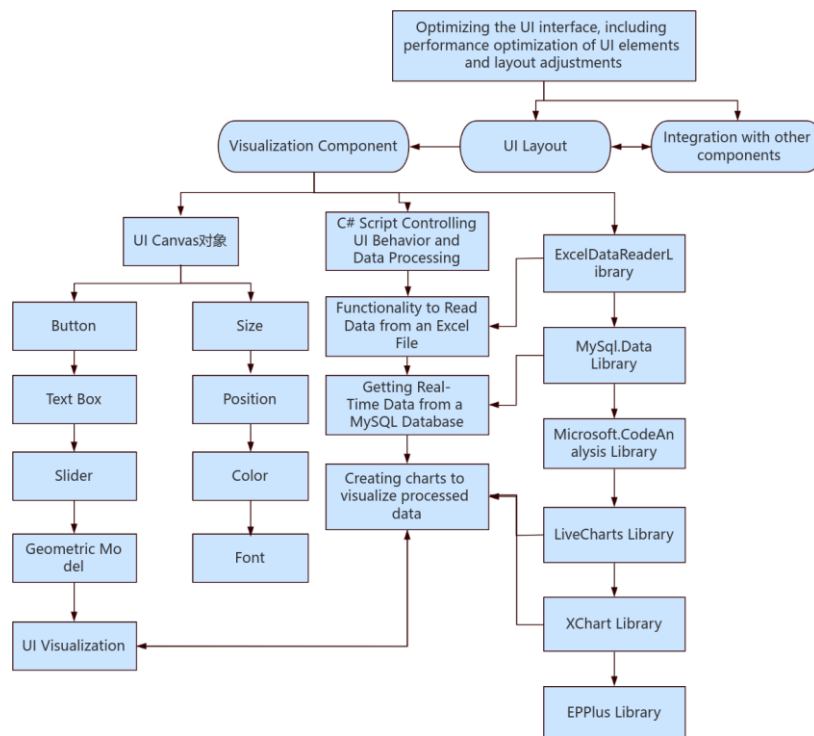 Optimizing the UI interface, including
performance optimization of UI elements
and layout adjustments
Visualization Component
UI Layout
Integration with other
components
UI Canvas对象
C# Script Controlling
UI Behavior and
Data Processing
ExcelDataReaderL
ibrary
Button
Size
Functionality to Read
Data from an Excel
File
MySql.Data
Library
Text Box
Position
Getting Real-
Time Data from a
MySQL Database
Microsoft.CodeAn
alysis Library
Slider
Color
Creating charts to
visualize processed
data
LiveCharts Library
Geometric Mo
del
Font
UI Visualization
XChart Library
EPPlus Library